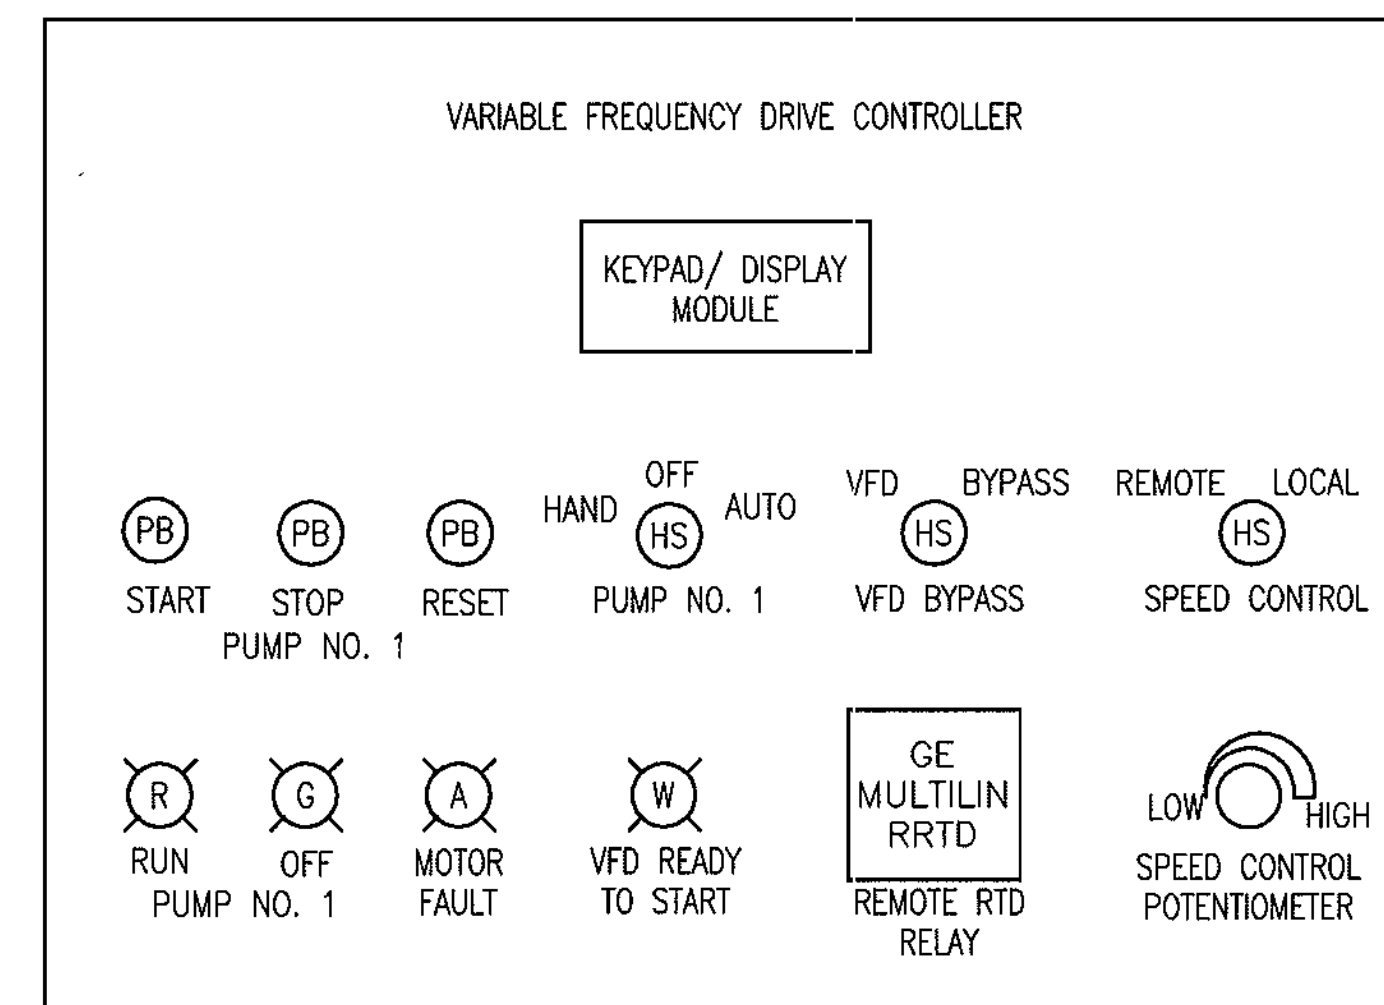 VARIABLE FREQUENCY DRIVE CONTROLLER
KEYPAD/ DISPLAY
MODULE
PB
START
PB
STOP
PB
RESET
PUMP NO. 1
HAND OFF AUTO
HS
PUMP NO. 1
VFD BYPASS
HS
VFD BYPASS
REMOTE LOCAL
HS
SPEED CONTROL
R
RUN
G
OFF
PUMP NO. 1
A
MOTOR
FAULT
W
VFD READY
TO START
GE
MULTILIN
RRTD
REMOTE RTD
RELAY
LOW HIGH
SPEED CONTROL
POTENTIOMETER